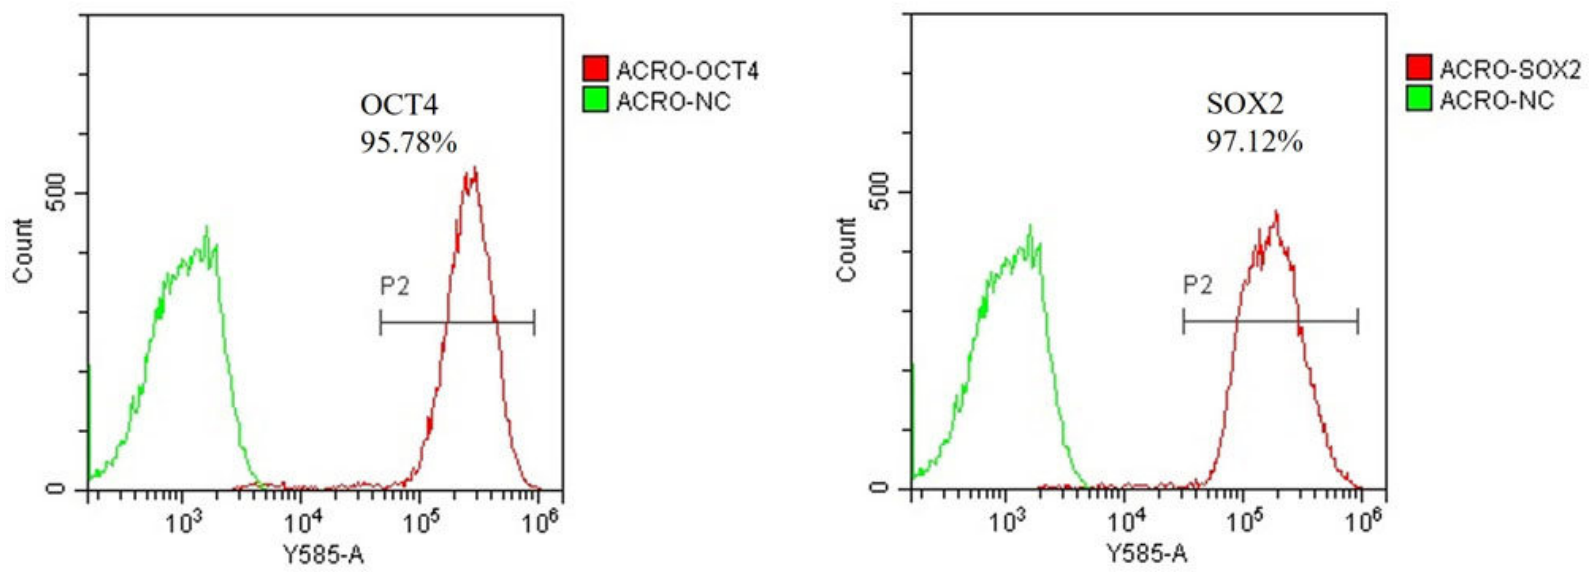 ACRO-OCT4
ACRO-NC
OCT4
95.78%
500
Count
P2
0
10³
10⁴
10⁵
10⁶
Y585-A
ACRO-SOX2
ACRO-NC
SOX2
97.12%
500
Count
P2
0
10³
10⁴
10⁵
10⁶
Y585-A